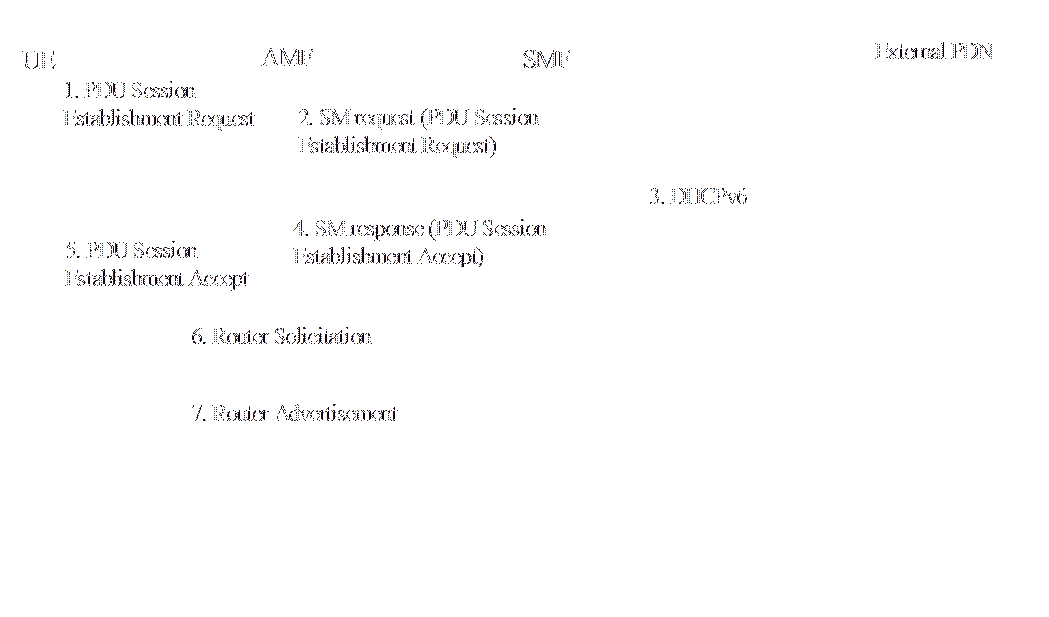 UE
AMF
SMF
External PDN
1. PDU Session
Establishment Request
2. SM request (PDU Session
Establishment Request)
3. DHCPv6
4. SM response (PDU Session
Establishment Accept)
5. PDU Session
Establishment Accept
6. Router Solicitation
7. Router Advertisement